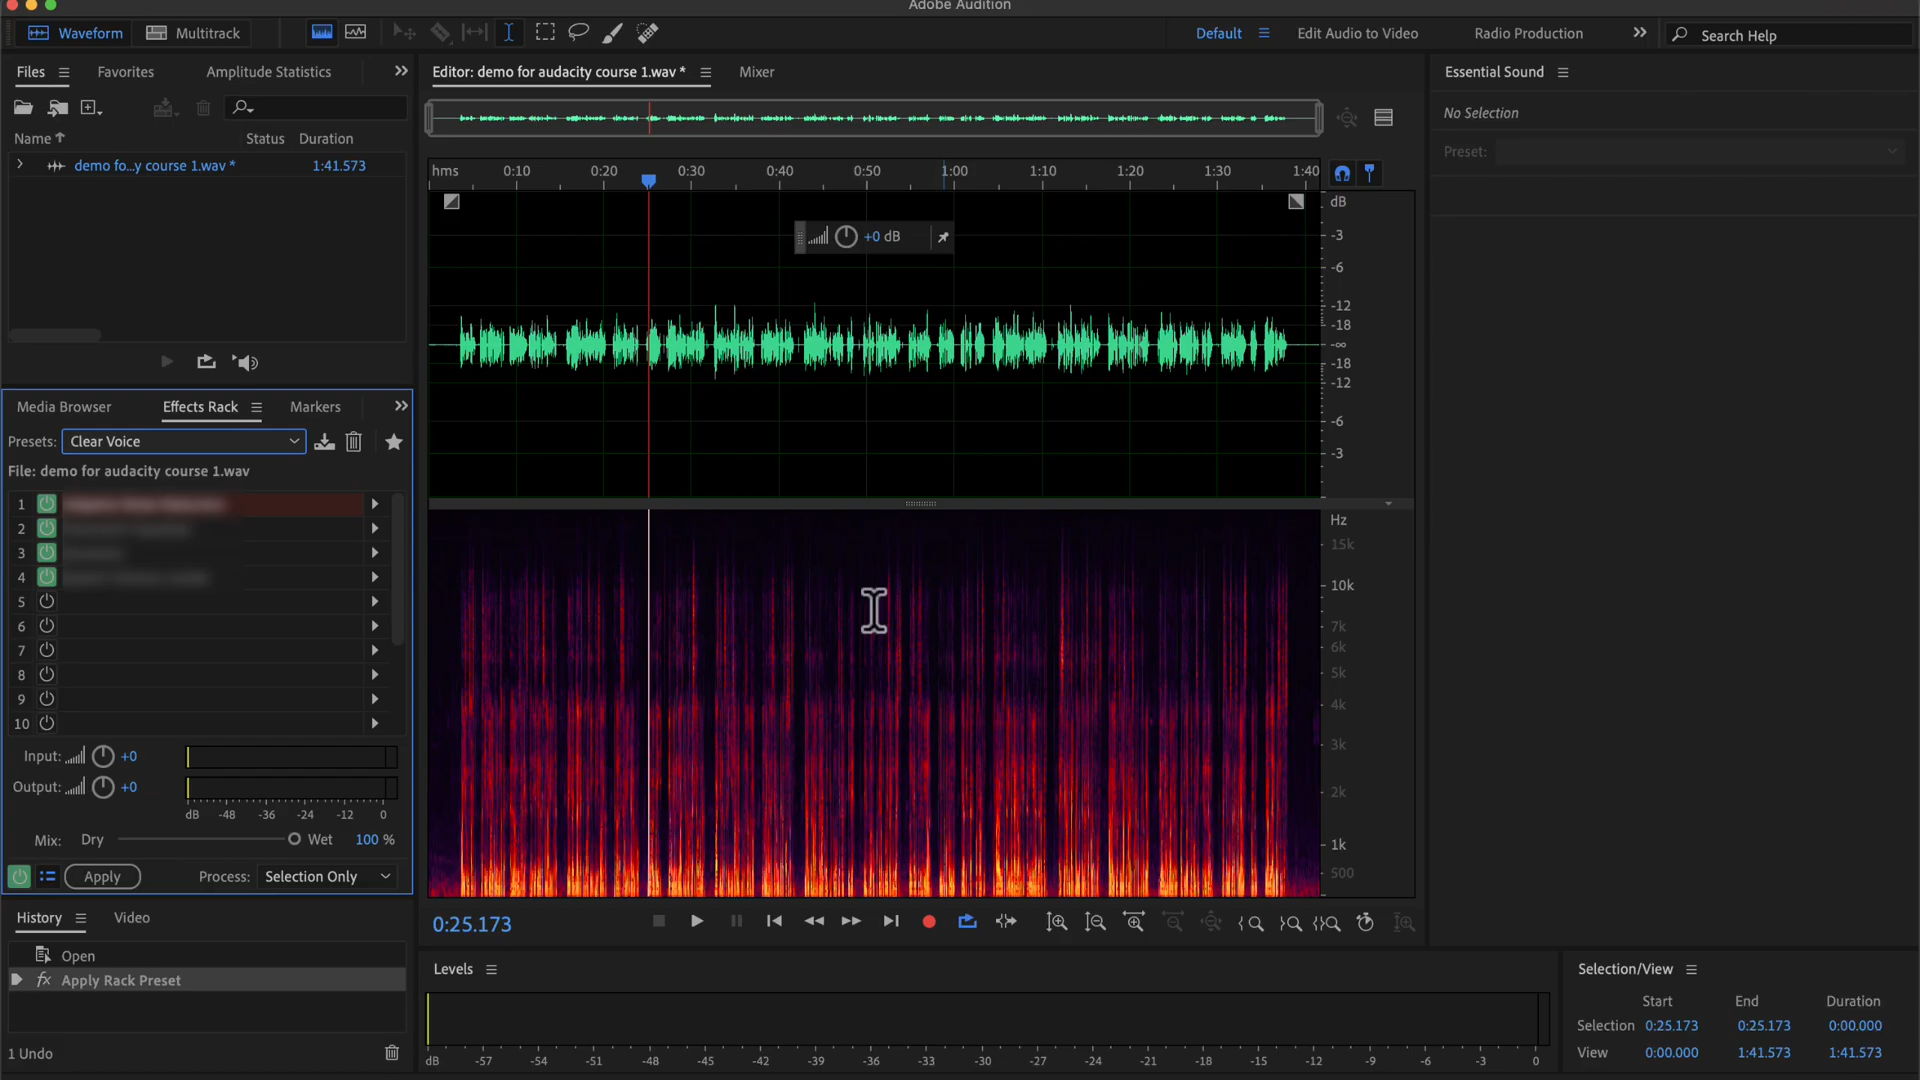 Adobe Audition
Waveform Multitrack Default Edit Audio to Video Radio Production Search Help
Files Favorites Amplitude Statistics
Name Status Duration
demo fo...y course 1.wav * 1:41.573
Editor: demo for audacity course 1.wav * Mixer
hms 0:10 0:20 0:30 0:40 0:50 1:00 1:10 1:20 1:30 1:40
+0 dB
dB
-3
-6
-12
-18
-∞
-18
-12
-6
-3
Hz
15k
10k
7k
6k
5k
4k
3k
2k
1k
500
Essential Sound
No Selection
Preset:
Media Browser Effects Rack Markers
Presets: Clear Voice
File: demo for audacity course 1.wav
1
2
3
4
5
6
7
8
9
10
Input: +0
Output: +0
dB -48 -36 -24 -12 0
Mix: Dry Wet 100 %
Apply Process: Selection Only
0:25.173
History Video
Open
fx Apply Rack Preset
1 Undo
Levels
dB -57 -54 -51 -48 -45 -42 -39 -36 -33 -30 -27 -24 -21 -18 -15 -12 -9 -6 -3 0
Selection/View
Start End Duration
Selection 0:25.173 0:25.173 0:00.000
View 0:00.000 1:41.573 1:41.573